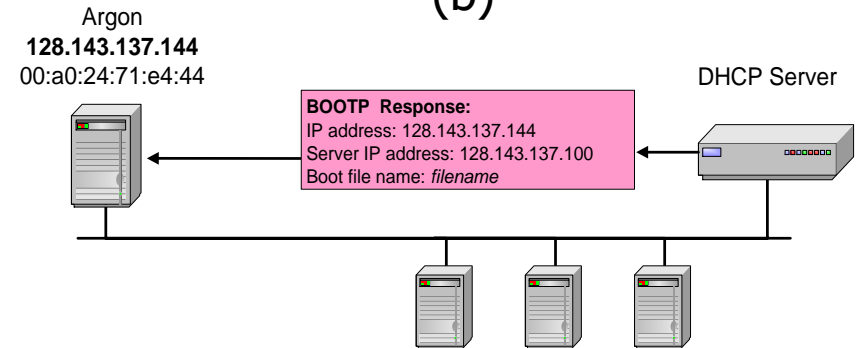 (b)
Argon
128.143.137.144
00:a0:24:71:e4:44
DHCP Server
BOOTP Response:
IP address: 128.143.137.144
Server IP address: 128.143.137.100
Boot file name: filename